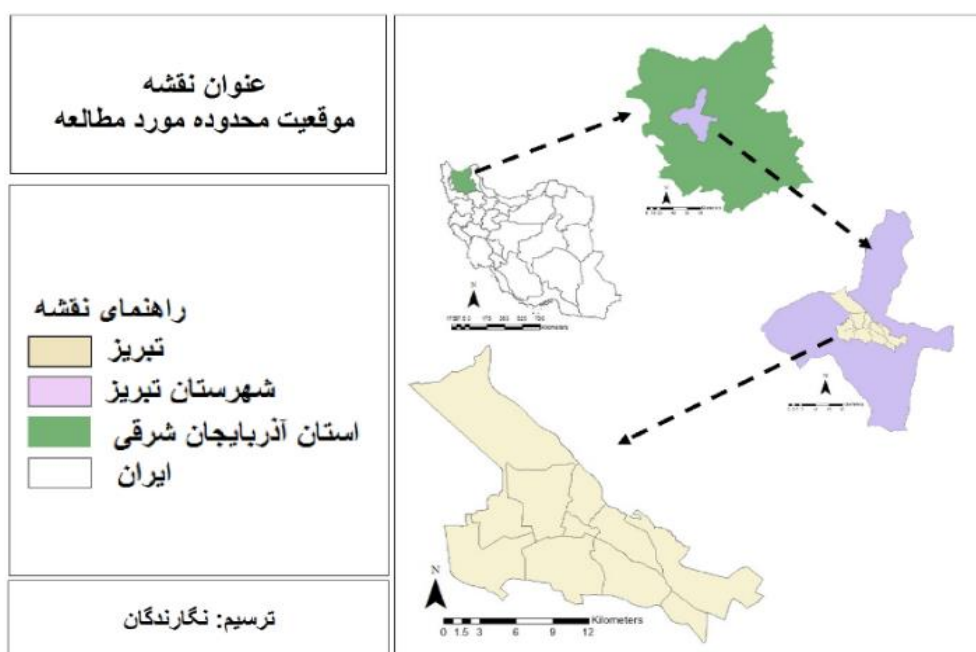 عنوان نقشه
موقعیت محدوده مورد مطالعه
راهنمای نقشه
تبریز
شهرستان تبریز
استان آذربایجان شرقی
ایران
ترسیم: نگارندگان
N
Kilometers
N
0 1.5 3 6 9 12
Kilometers